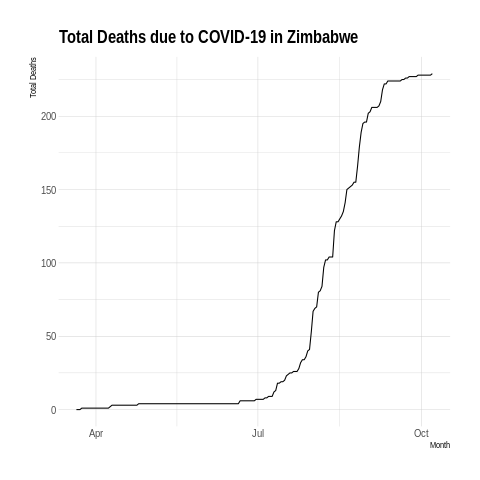 Total Deaths due to COVID-19 in Zimbabwe
Total Deaths
200
150
100
50
0
Apr
Jul
Oct
Month